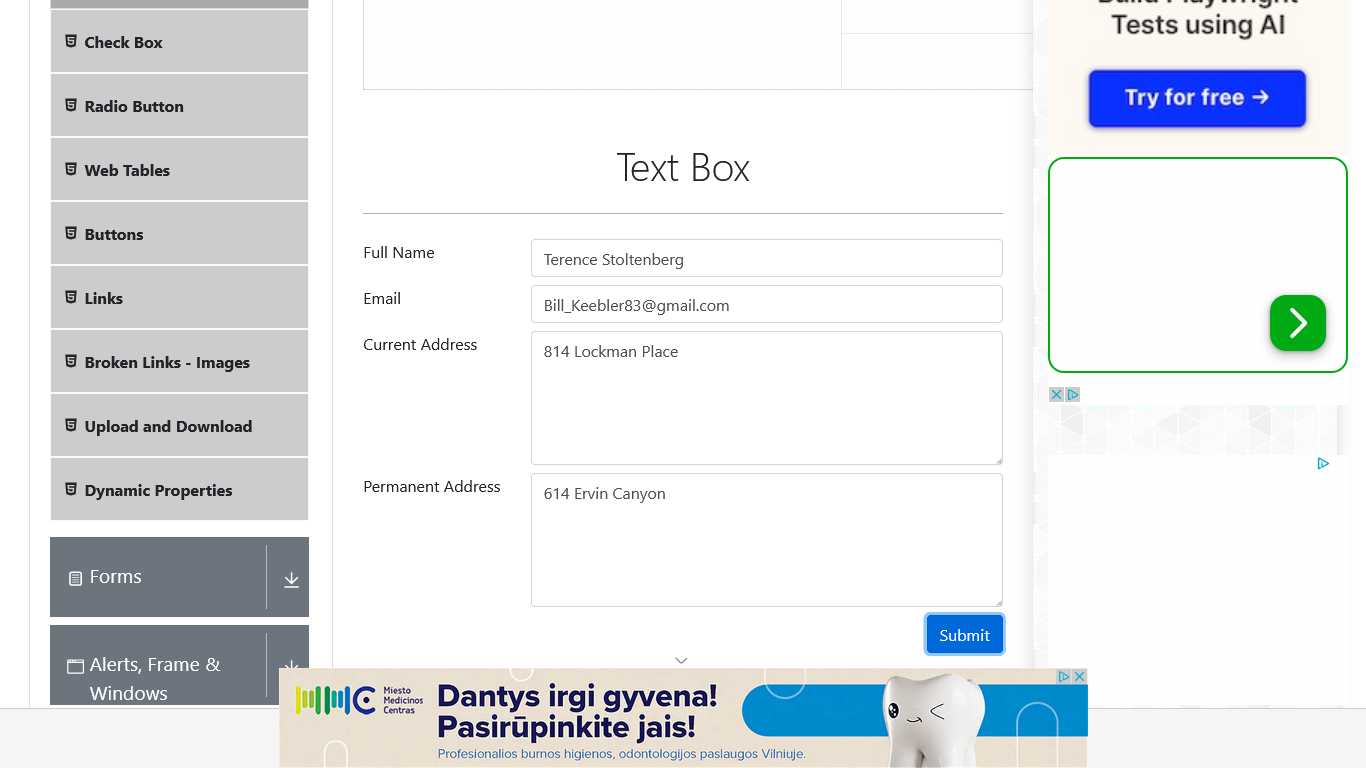 Check Box
Radio Button
Web Tables
Buttons
Links
Broken Links - Images
Upload and Download
Dynamic Properties
Forms
Alerts, Frame &
Windows
Text Box
Full Name
Terence Stoltenberg
Email
Bill_Keebler83@gmail.com
Current Address
814 Lockman Place
Permanent Address
614 Ervin Canyon
Submit
Build Playwright
Tests using AI
Try for free →
Miesto
Medicinos
Centras
Dantys irgi gyvena!
Pasirūpinkite jais!
Profesionalios burnos higienos, odontologijos paslaugos Vilniuje.